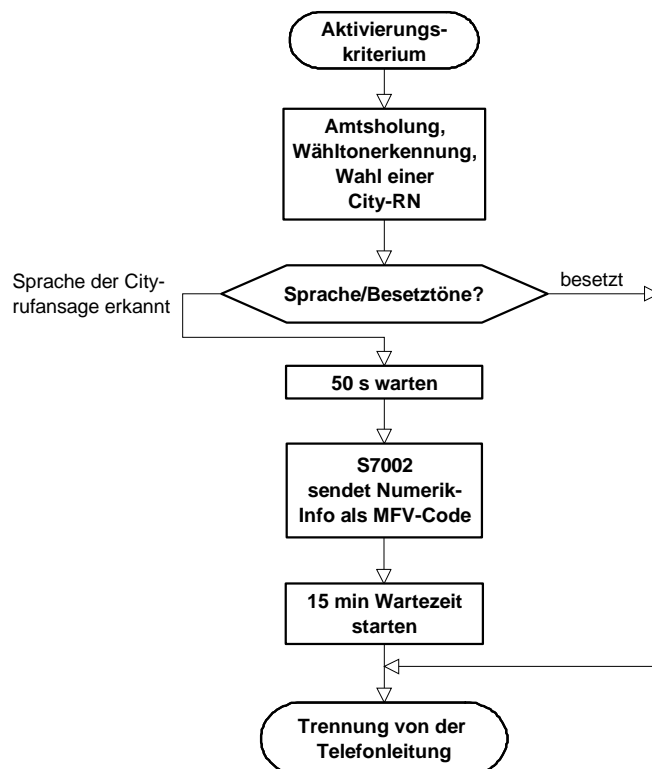 Aktivierungs-
kriterium
Amtsholung,
Wähltonerkennung,
Wahl einer
City-RN
Sprache der City-
rufansage erkannt
Sprache/Besetztöne?
besetzt
50 s warten
S7002
sendet Numerik-
Info als MFV-Code
15 min Wartezeit
starten
Trennung von der
Telefonleitung